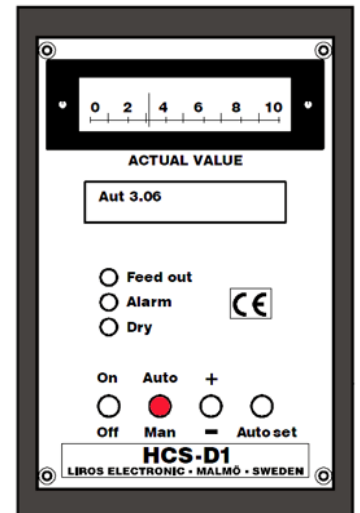 0 2 4 6 8 10
ACTUAL VALUE
Aut 3.06
Feed out
Alarm
CE
Dry
On Auto +
Off Man - Auto set
HCS-D1
LIROS ELECTRONIC • MALMÖ • SWEDEN